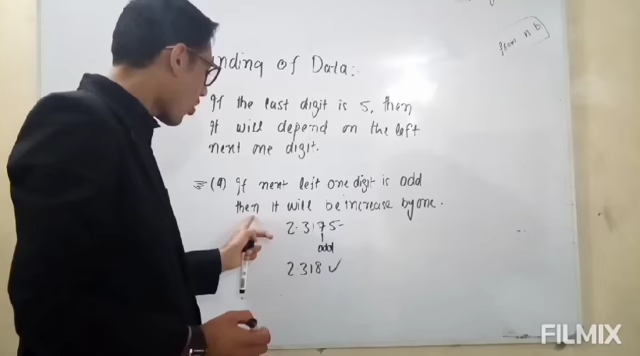 nding of Data:
If the last digit is 5, then
it will depend on the left
next one digit.
(a) If next left one digit is odd
then it will be increase by one.
2.3175
odd
2.318 ✓
FILMIX